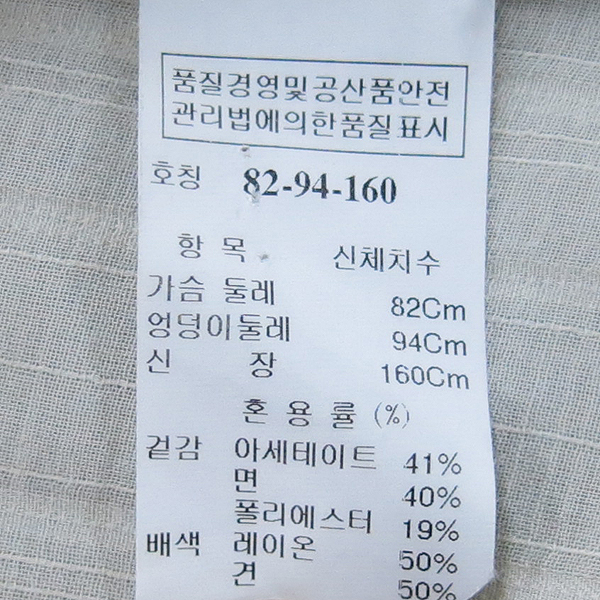 품질경영및공산품안전
관리법에의한품질표시
호칭 82-94-160
항 목 신체치수
가슴 둘레 82Cm
엉덩이둘레 94Cm
신 장 160Cm
혼 용 률 (%)
겉감 아세테이트 41%
면 40%
폴리에스터 19%
배색 레이온 50%
견 50%